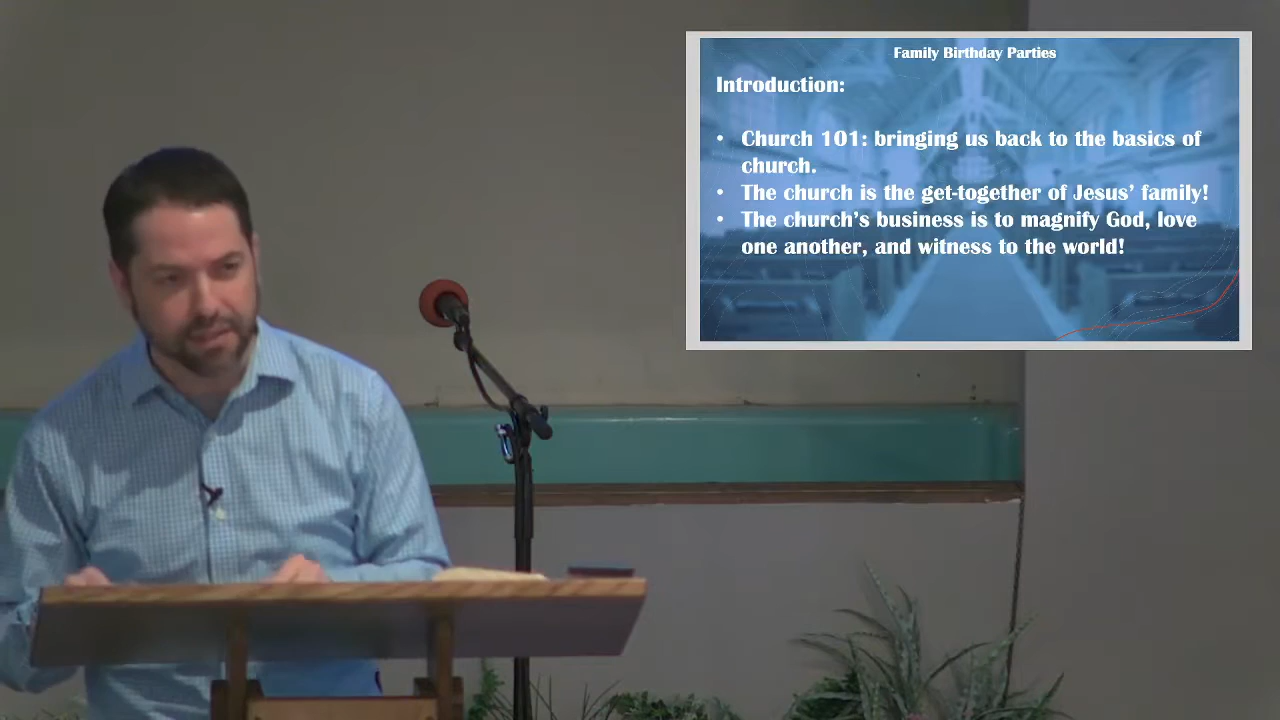 Family Birthday Parties
Introduction:
• Church 101: bringing us back to the basics of
church.
• The church is the get-together of Jesus’ family!
• The church’s business is to magnify God, love
one another, and witness to the world!